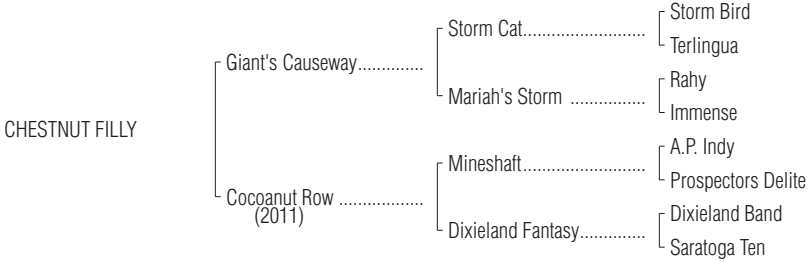 Storm Bird
Storm Cat.........................
Terlingua
Giant's Causeway..............
Rahy
Mariah's Storm ................
Immense
CHESTNUT FILLY
A.P. Indy
Mineshaft.........................
Prospectors Delite
Cocoanut Row ..................
(2011)
Dixieland Band
Dixieland Fantasy..............
Saratoga Ten